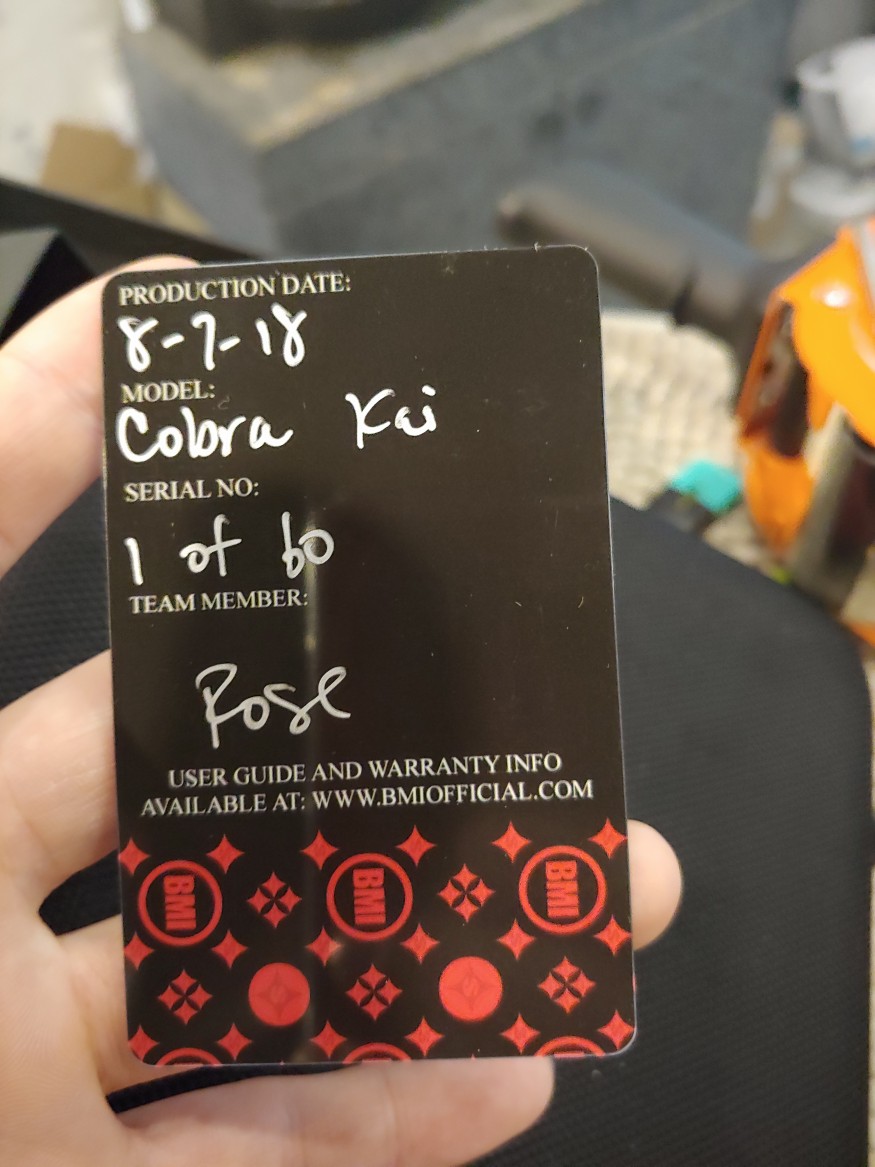 PRODUCTION DATE:
8-7-18
MODEL:
Cobra Kai
SERIAL NO:
1 of 60
TEAM MEMBER:
Rose
USER GUIDE AND WARRANTY INFO
AVAILABLE AT: WWW.BMIOFFICIAL.COM
BMI BMI BMI